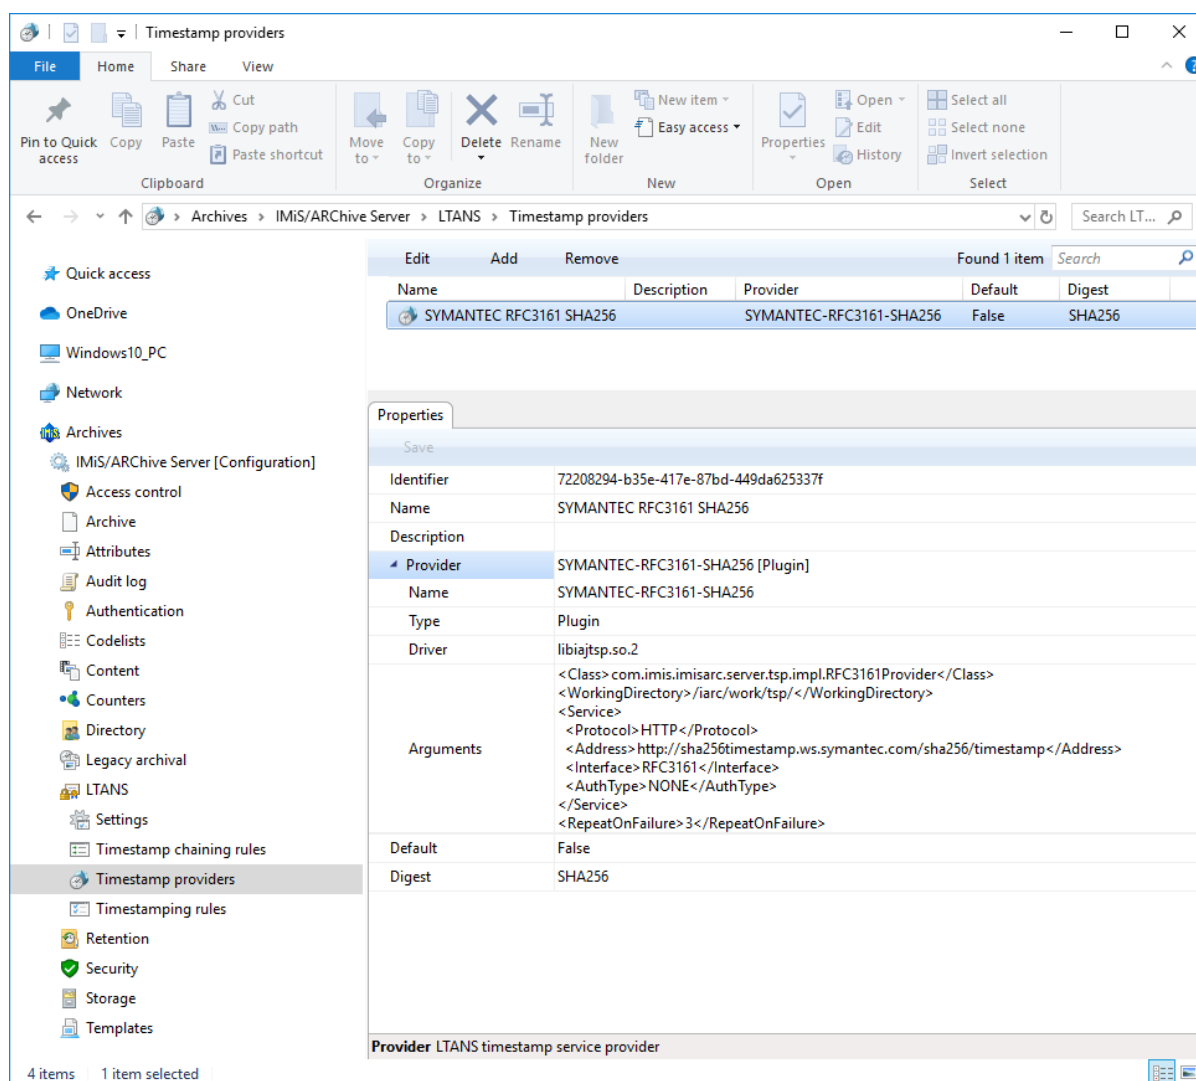 Timestamp providers
File Home Share View
Pin to Quick access
Copy
Paste
Cut
Copy path
Paste shortcut
Clipboard
Move to
Copy to
Delete
Rename
Organize
New folder
New item
Easy access
New
Properties
Open
Edit
History
Open
Select all
Select none
Invert selection
Select
Archives > IMiS/ARChive Server > LTANS > Timestamp providers
Search LT...
Quick access
OneDrive
Windows10_PC
Network
Archives
IMiS/ARChive Server [Configuration]
Access control
Archive
Attributes
Audit log
Authentication
Codelists
Content
Counters
Directory
Legacy archival
LTANS
Settings
Timestamp chaining rules
Timestamp providers
Timestamping rules
Retention
Security
Storage
Templates
Edit Add Remove Found 1 item Search
Name Description Provider Default Digest
SYMANTEC RFC3161 SHA256 SYMANTEC-RFC3161-SHA256 False SHA256
Properties
Save
Identifier 72208294-b35e-417e-87bd-449da625337f
Name SYMANTEC RFC3161 SHA256
Description
Provider SYMANTEC-RFC3161-SHA256 [Plugin]
Name SYMANTEC-RFC3161-SHA256
Type Plugin
Driver libiajtsp.so.2
Arguments
<Class>com.imis.imisarc.server.tsp.impl.RFC3161Provider</Class>
<WorkingDirectory>/iarc/work/tsp/</WorkingDirectory>
<Service>
<Protocol>HTTP</Protocol>
<Address>http://sha256timestamp.ws.symantec.com/sha256/timestamp</Address>
<Interface>RFC3161</Interface>
<AuthType>NONE</AuthType>
</Service>
<RepeatOnFailure>3</RepeatOnFailure>
Default False
Digest SHA256
Provider LTANS timestamp service provider
4 items 1 item selected